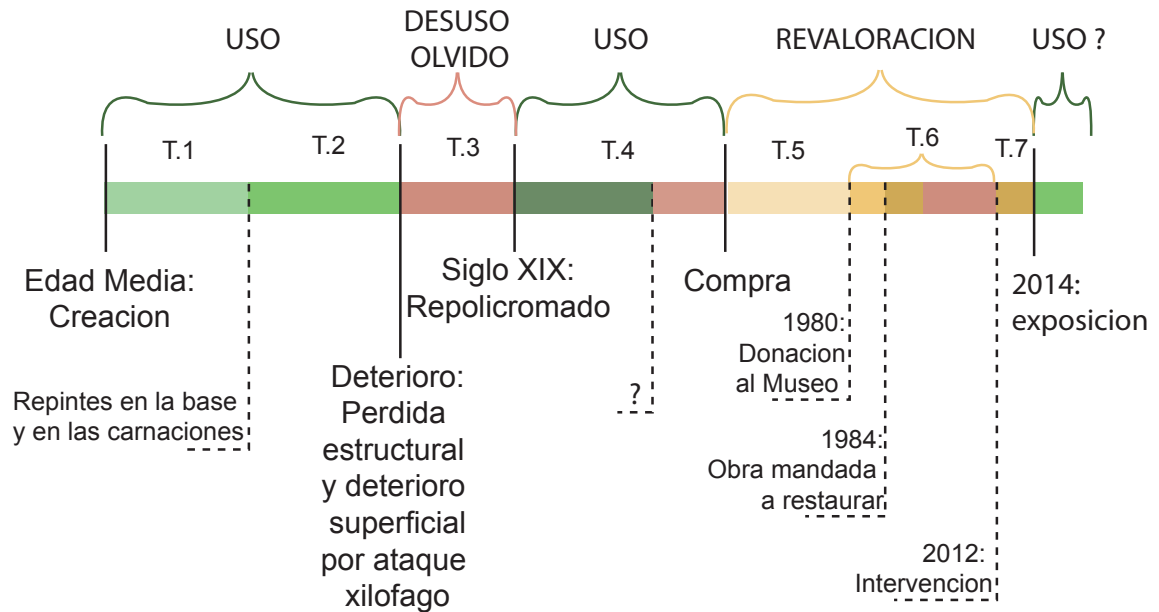 USO
DESUSO
OLVIDO
USO
REVALORACION
USO ?
T.1
T.2
T.3
T.4
T.5
T.6
T.7
Edad Media:
Creacion
Siglo XIX:
Repolicromado
Compra
2014:
exposicion
1980:
Donacion
al Museo
Repintes en la base
y en las carnaciones
Deterioro:
Perdida
estructural
y deterioro
superficial
por ataque
xilofago
?
1984:
Obra mandada
a restaurar
2012:
Intervencion